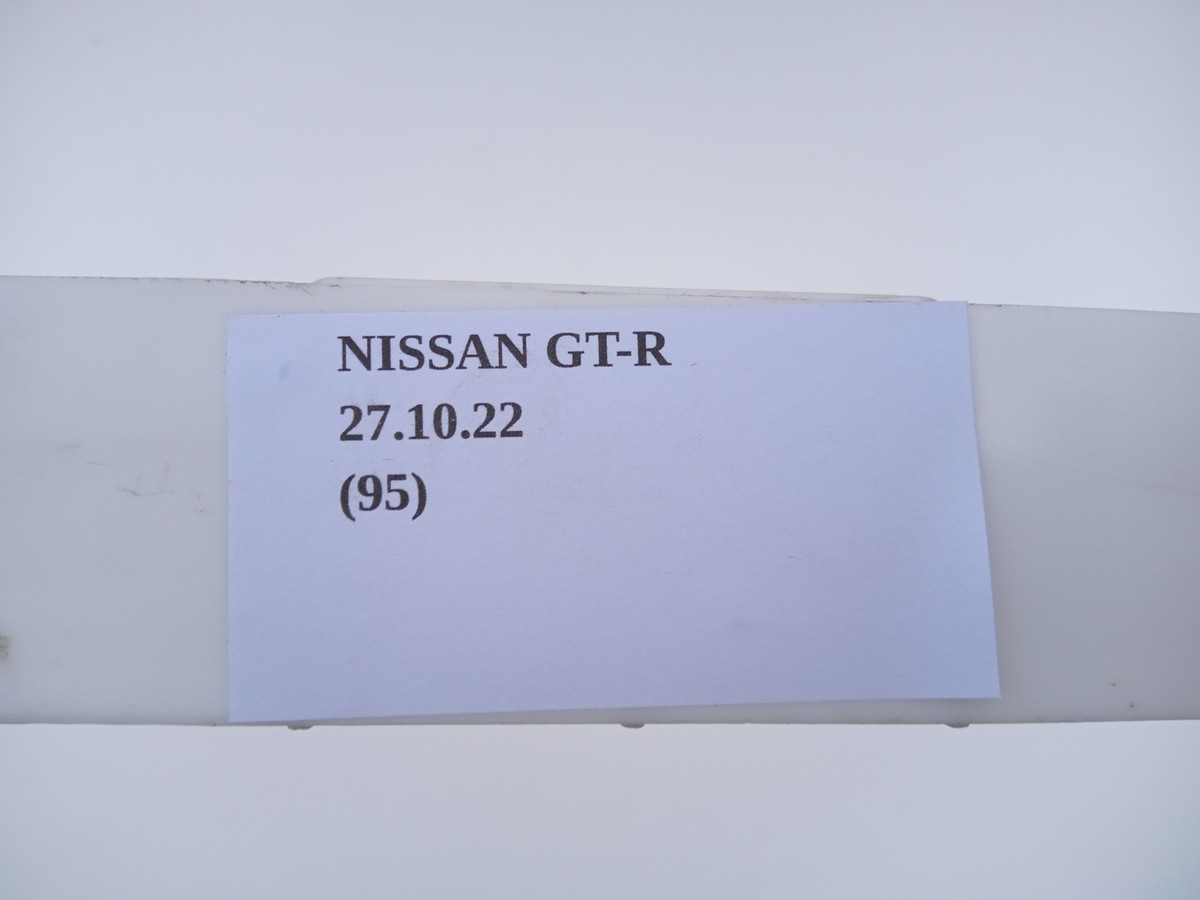 NISSAN GT-R
27.10.22
(95)